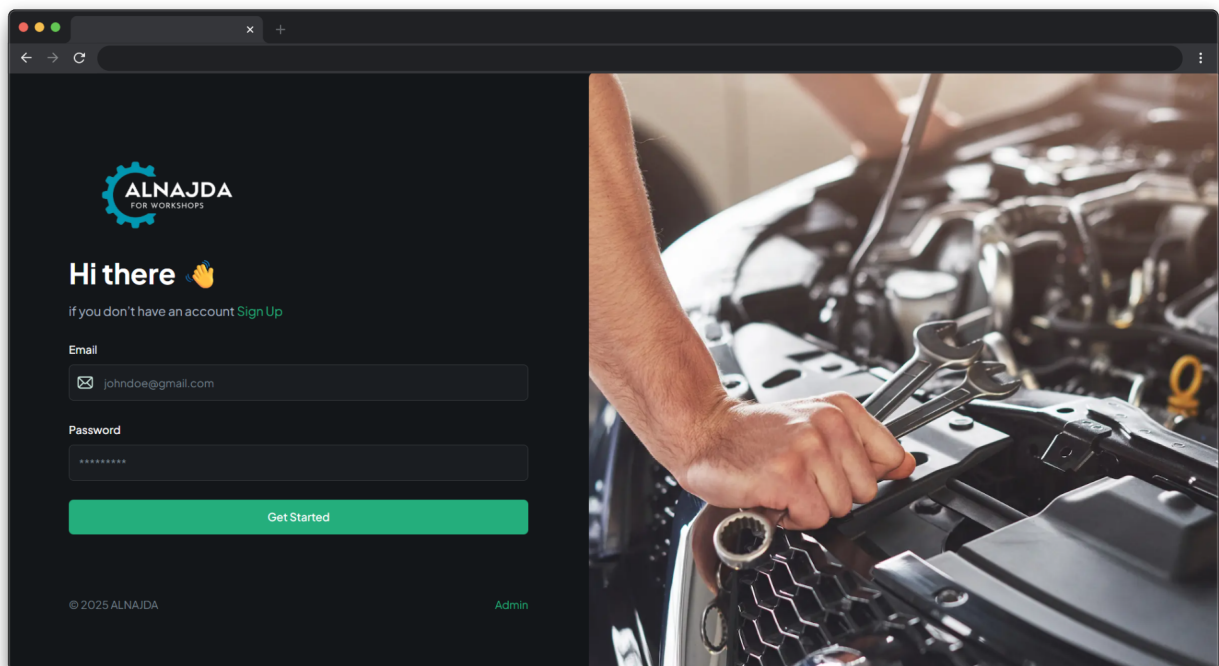 ALNAJDA
FOR WORKSHOPS
Hi there 👋
if you don't have an account Sign Up
Email
johndoe@gmail.com
Password
*********
Get Started
© 2025 ALNAJDA
Admin